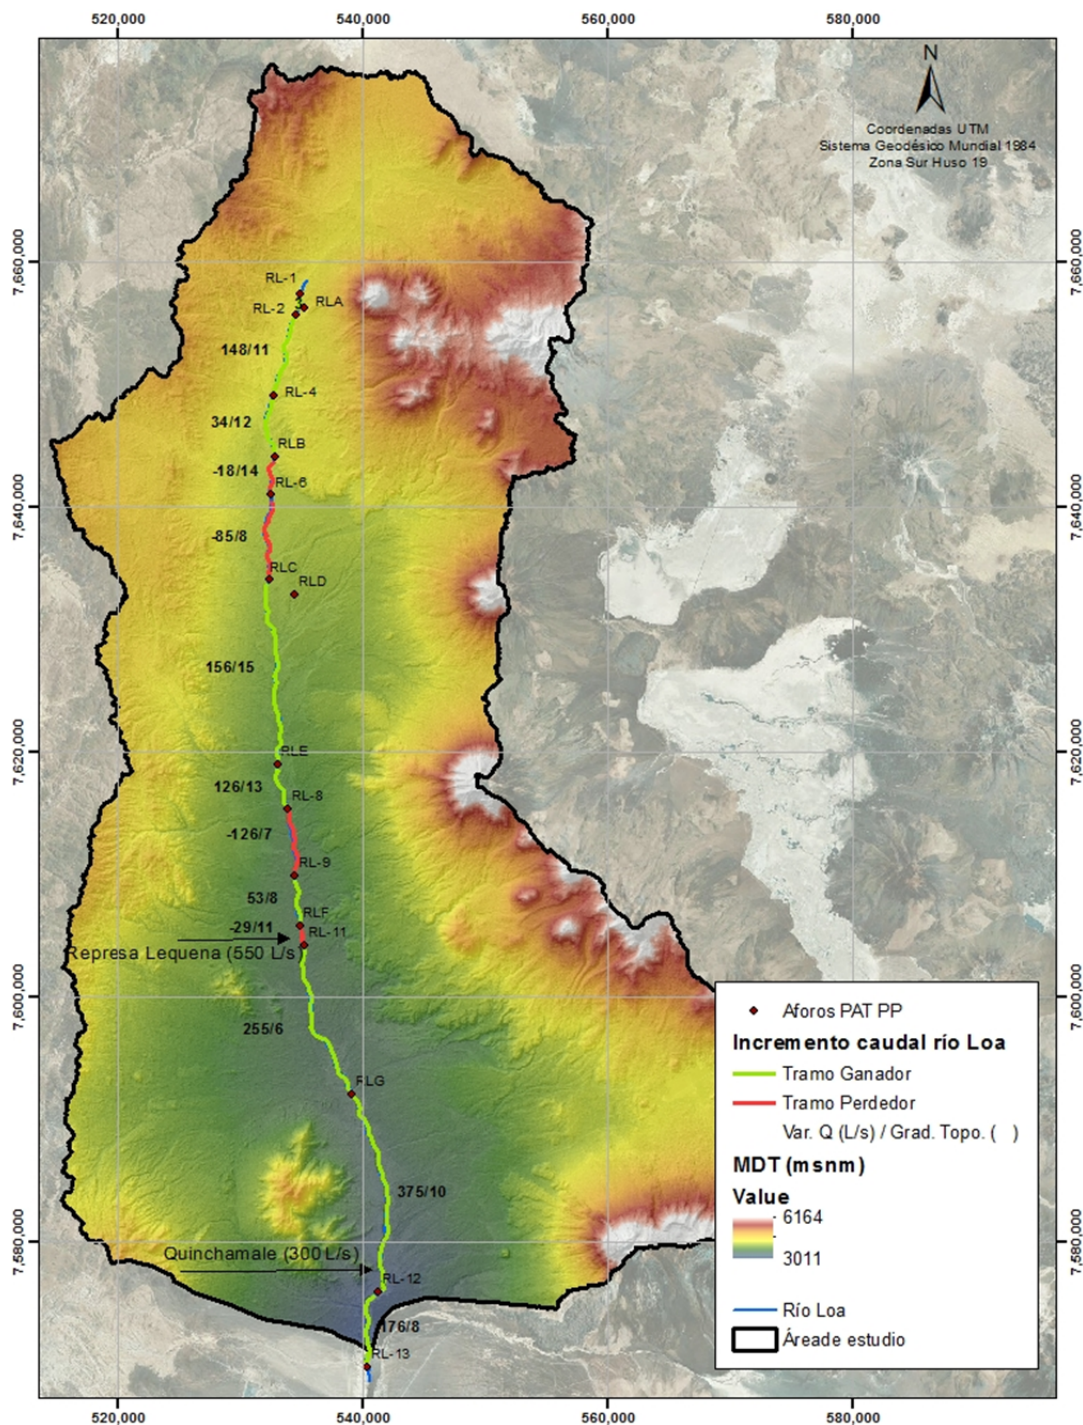 520,000 540,000 560,000 580,000
N
Coordenadas UTM
Sistema Geodésico Mundial 1984
Zona Sur Huso 19
7,660,000 7,660,000
RL-1
RLA
RL-2
148/11
RL-4
34/12
RLB
-18/14
RL-6
7,640,000 7,640,000
-85/8
RLC
RLD
156/15
7,620,000 7,620,000
RLE
126/13
RL-8
-126/7
RL-9
53/8
RLF
-29/11
RL-11
Represa Lequena (550 L/s)
7,600,000 7,600,000
255/6
RLG
375/10
7,580,000 7,580,000
Quinchamale (300 L/s)
RL-12
176/8
RL-13
Aforos PAT PP
Incremento caudal río Loa
Tramo Ganador
Tramo Perdedor
Var. Q (L/s) / Grad. Topo. ( )
MDT (msnm)
Value
6164
3011
Río Loa
Áreade estudio
520,000 540,000 560,000 580,000